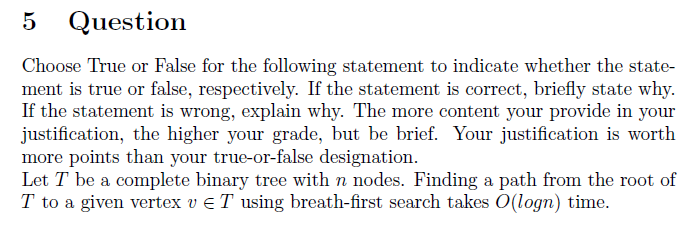 5 Question
Choose True or False for the following statement to indicate whether the state-
ment is true or false, respectively. If the statement is correct, briefly state why.
If the statement is wrong, explain why. The more content your provide in your
justification, the higher your grade, but be brief. Your justification is worth
more points than your true-or-false designation.
Let T be a complete binary tree with n nodes. Finding a path from the root of
T to a given vertex v ∈ T using breath-first search takes O(logn) time.